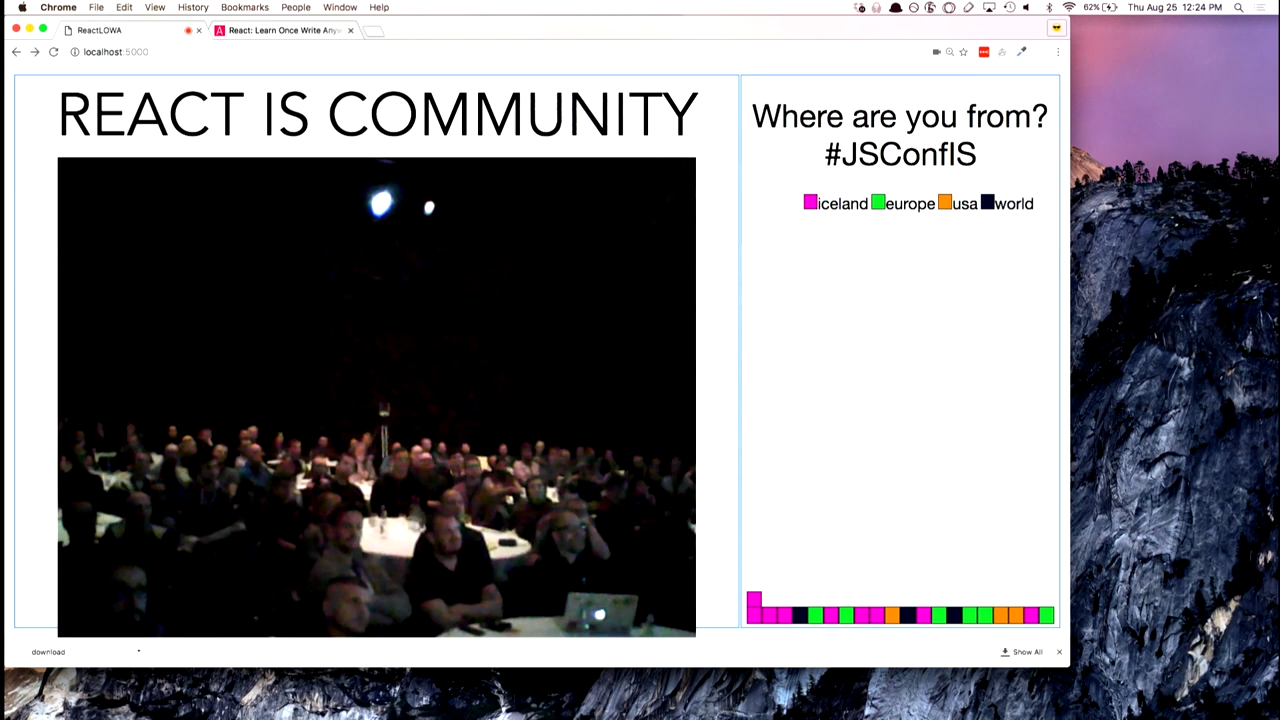 Chrome File Edit View History Bookmarks People Window Help 62% Thu Aug 25 12:24 PM
ReactLOWA
React: Learn Once Write Any
localhost:5000
REACT IS COMMUNITY
Where are you from?
#JSConfIS
iceland europe usa world
download
Show All